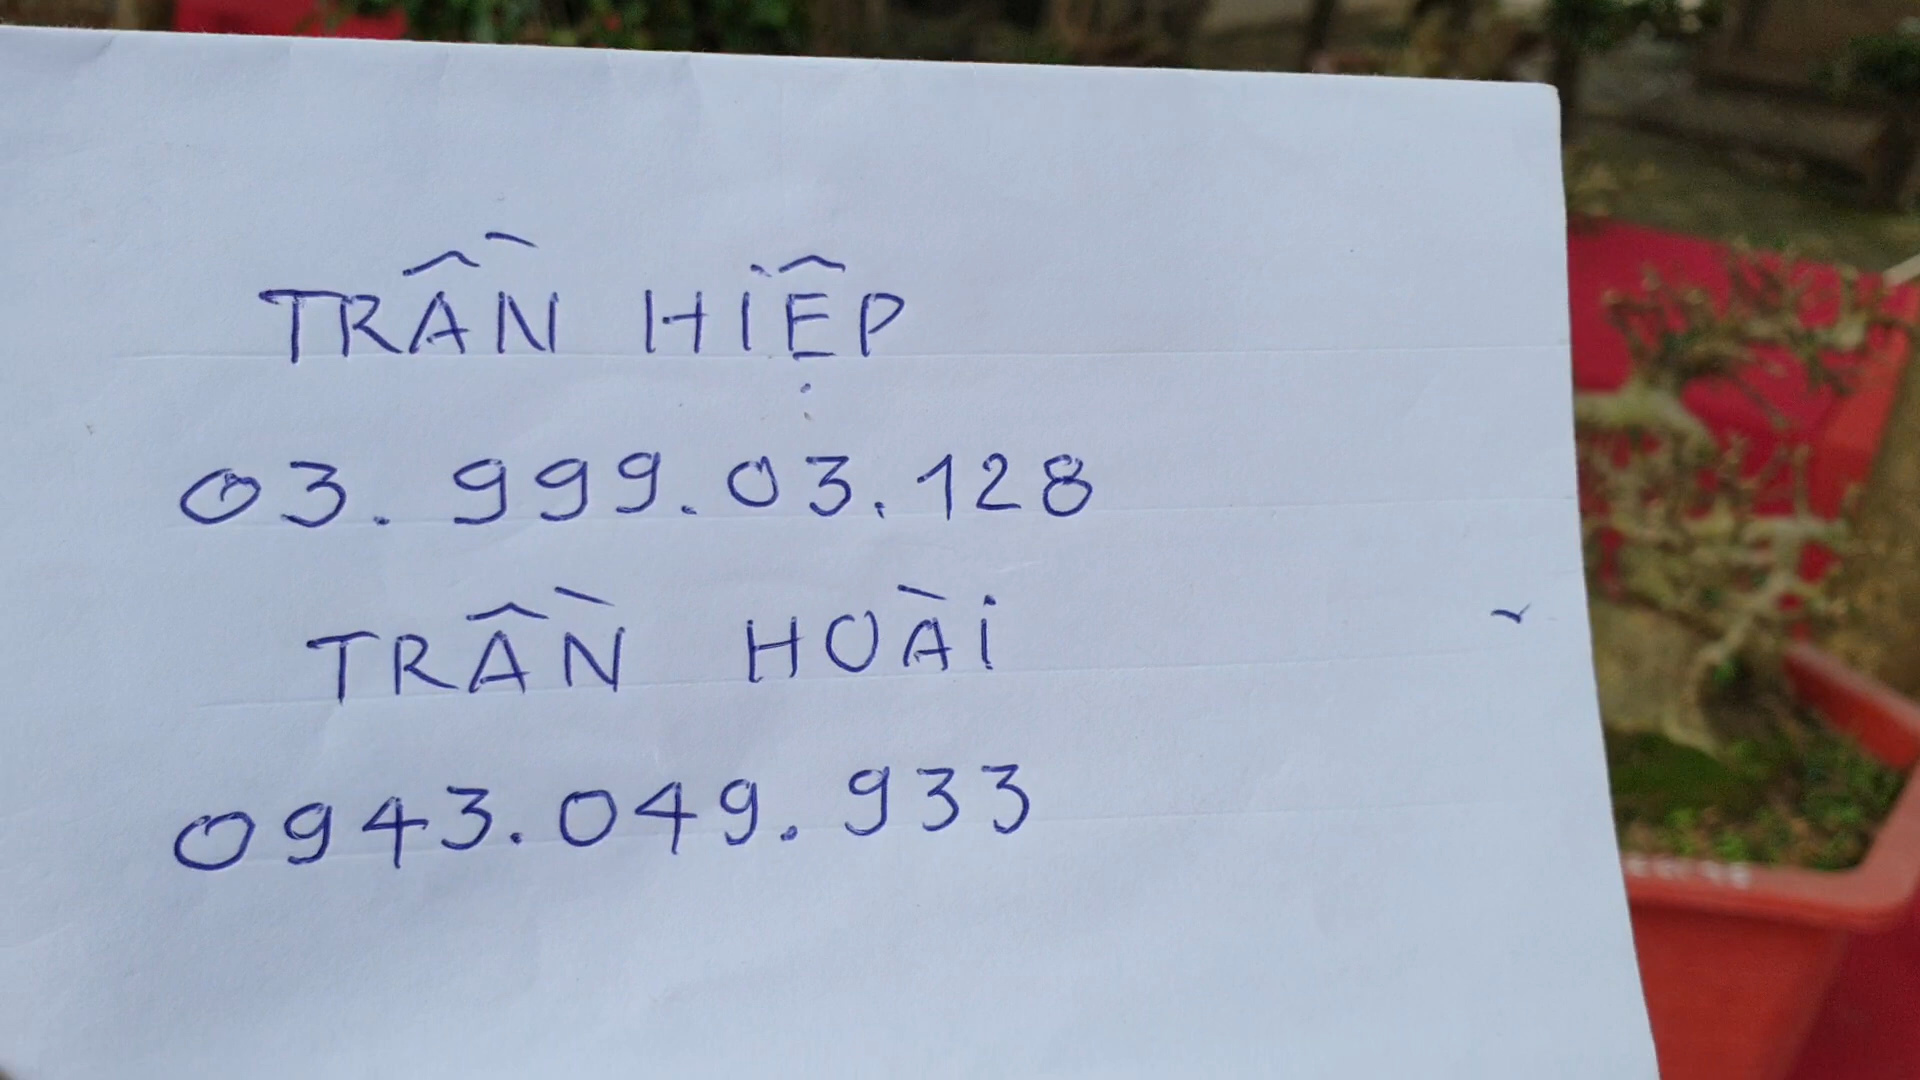 TRẦN HIỆP
03.999.03.128
TRẦN HOÀI
0943.049.933